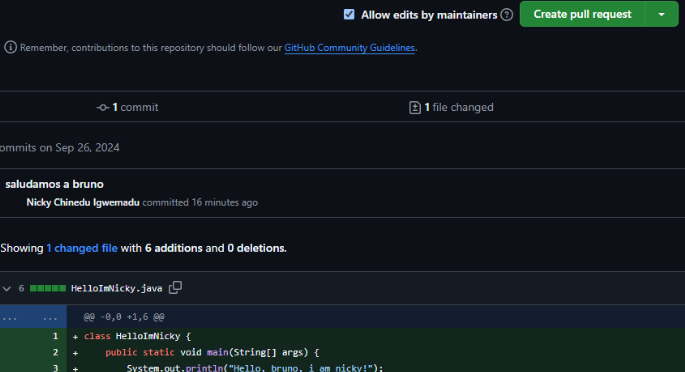 Allow edits by maintainers
Create pull request
Remember, contributions to this repository should follow our GitHub Community Guidelines.
1 commit
1 file changed
ommits on Sep 26, 2024
saludamos a bruno
Nicky Chinedu Igwemadu committed 16 minutes ago
Showing 1 changed file with 6 additions and 0 deletions.
6 HelloImNicky.java
... ... @@ -0,0 +1,6 @@
1 + class HelloImNicky {
2 + public static void main(String[] args) {
3 + System.out.println("Hello, bruno, i am nicky!");